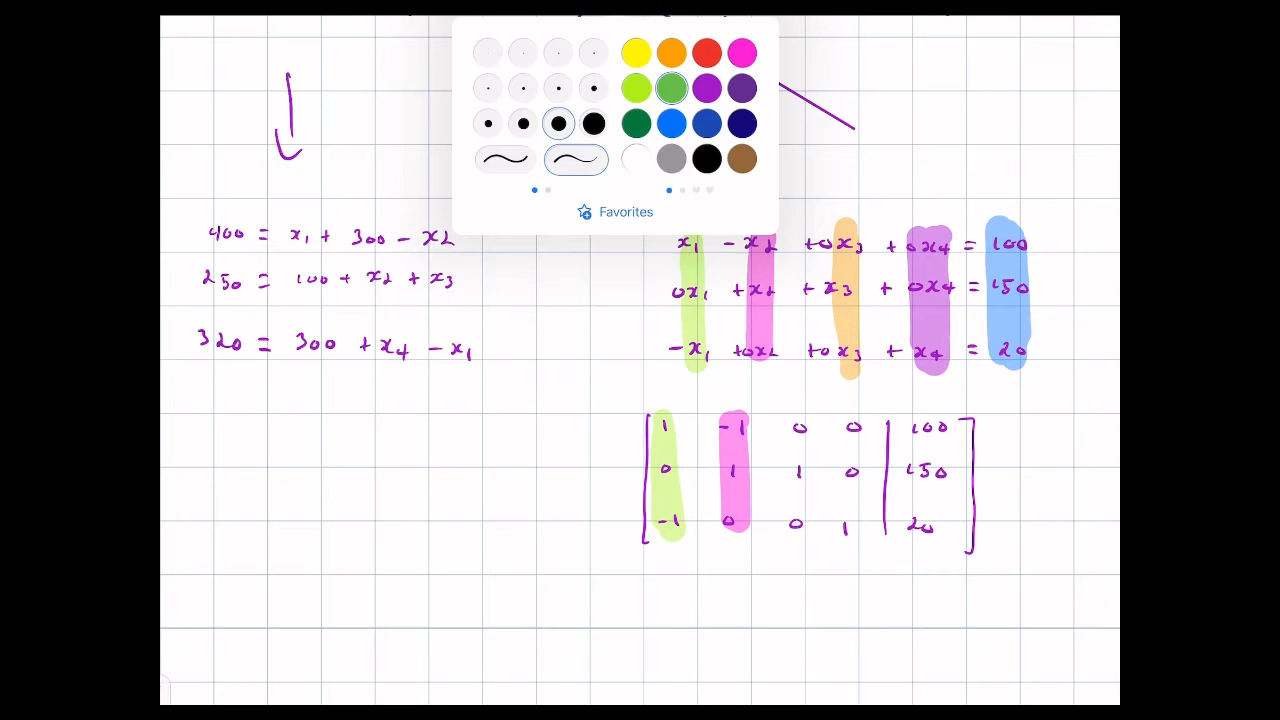 Favorites
400 = x₁ + 300 - x₂
250 = 100 + x₂ + x₃
320 = 300 + x₄ - x₁
x₁ - x₂ + 0x₃ + 0x₄ = 100
0x₁ + x₂ + x₃ + 0x₄ = 150
-x₁ + 0x₂ + 0x₃ + x₄ = 20
1 -1 0 0 | 100
0 1 1 0 | 150
-1 0 0 1 | 20